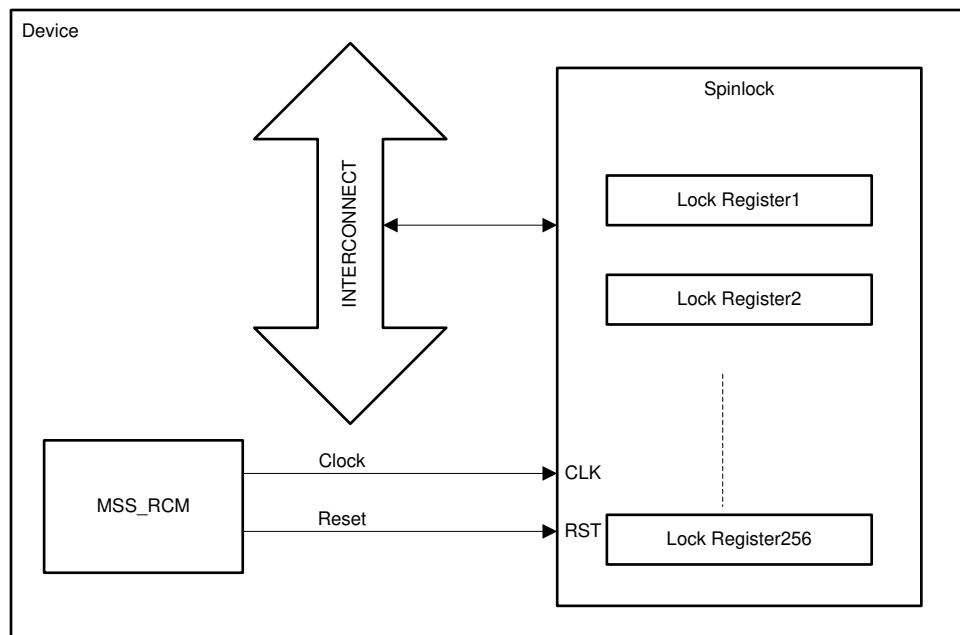 Device
Spinlock
Lock Register1
INTERCONNECT
Lock Register2
Clock
CLK
MSS_RCM
Reset
RST
Lock Register256